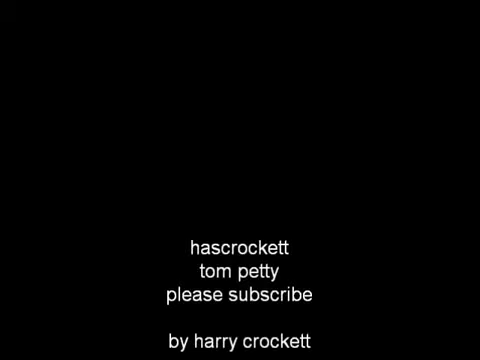 hascrockett
tom petty
please subscribe
by harry crockett